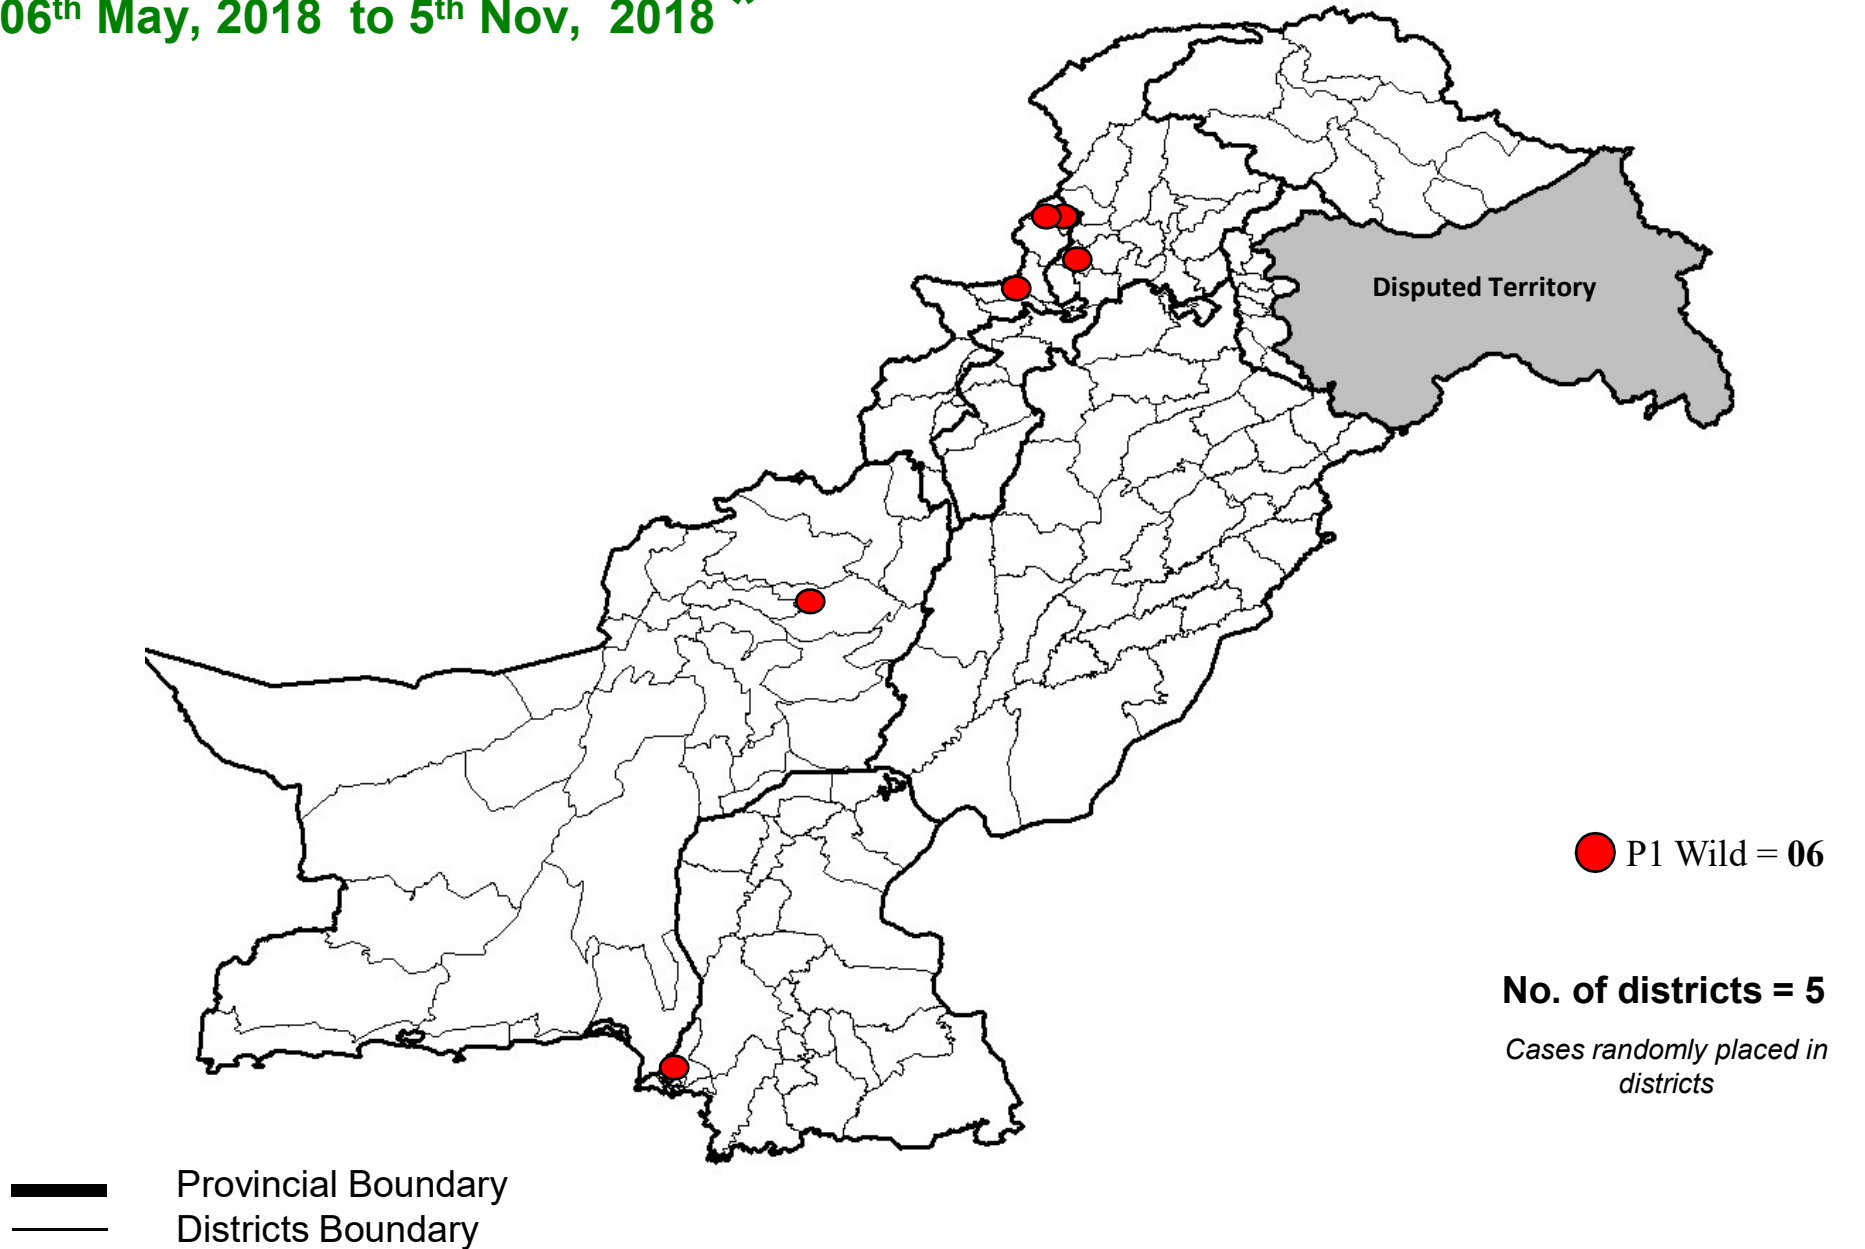 06th May, 2018 to 5th Nov, 2018 *
Disputed Territory
P1 Wild = 06
No. of districts = 5
Cases randomly placed in
districts
Provincial Boundary
Districts Boundary